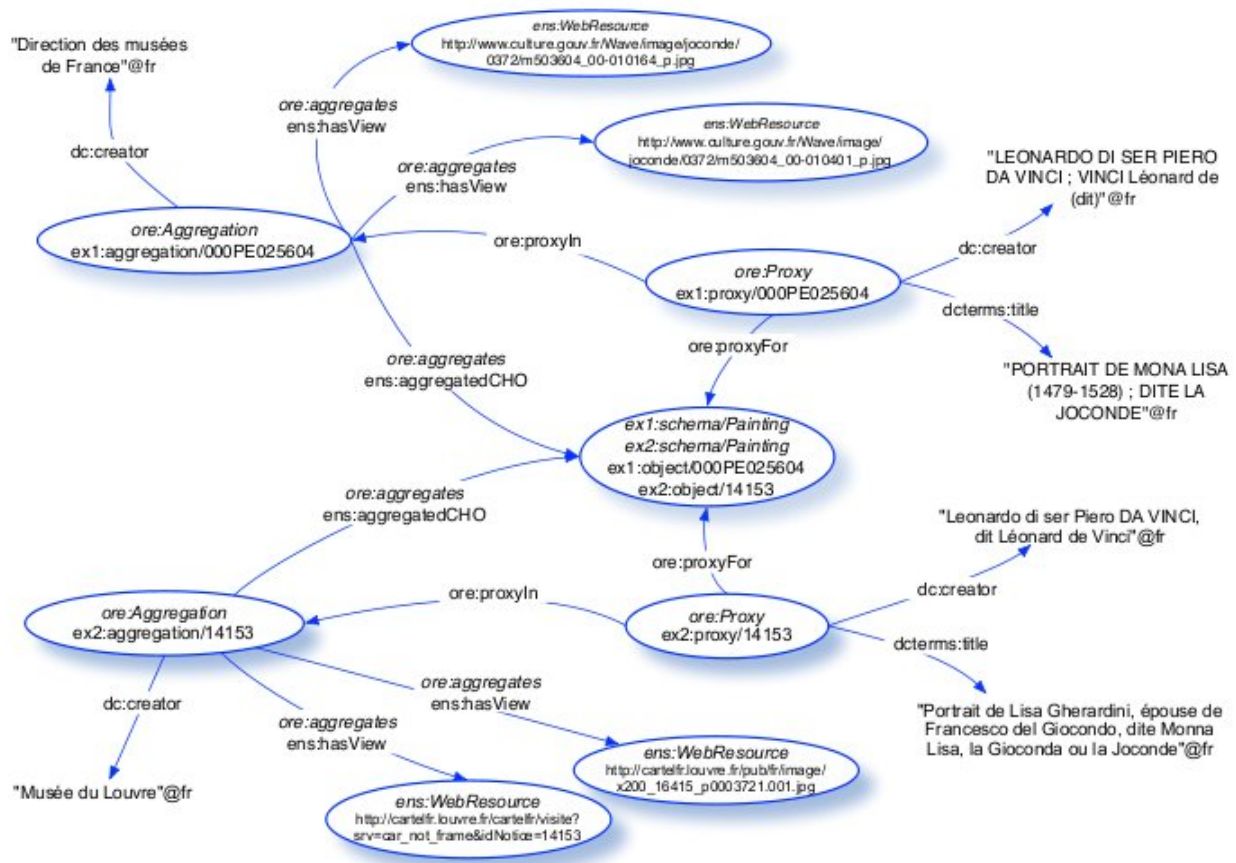 ens:WebResource
http://www.culture.gouv.fr/Wave/image/joconde/
0372/m503604_00-010164_p.jpg
"Direction des musées
de France"@fr
ore:aggregates
ens:hasView
ens:WebResource
http://www.culture.gouv.fr/Wave/image/
joconde/0372/m503604_00-010401_p.jpg
dc:creator
ore:aggregates
ens:hasView
"LEONARDO DI SER PIERO
DA VINCI ; VINCI Léonard de
(dit)"@fr
ore:Aggregation
ex1:aggregation/000PE025604
ore:proxyIn
dc:creator
ore:Proxy
ex1:proxy/000PE025604
dcterms:title
ore:aggregates
ens:aggregatedCHO
ore:proxyFor
"PORTRAIT DE MONA LISA
(1479-1528) ; DITE LA
JOCONDE"@fr
ex1:schema/Painting
ex2:schema/Painting
ex1:object/000PE025604
ex2:object/14153
ore:aggregates
ens:aggregatedCHO
"Leonardo di ser Piero DA VINCI,
dit Léonard de Vinci"@fr
ore:proxyFor
ore:proxyIn
dc:creator
ore:Aggregation
ex2:aggregation/14153
ore:Proxy
ex2:proxy/14153
dcterms:title
dc:creator
ore:aggregates
ens:hasView
ore:aggregates
ens:hasView
"Portrait de Lisa Gherardini, épouse de
Francesco del Giocondo, dite Monna
Lisa, la Gioconda ou la Joconde"@fr
ens:WebResource
http://cartelfr.louvre.fr/pub/fr/image/
x200_16415_p0003721.001.jpg
"Musée du Louvre"@fr
ens:WebResource
http://cartelfr.louvre.fr/cartelfr/visite?
srv=car_not_frame&idNotice=14153